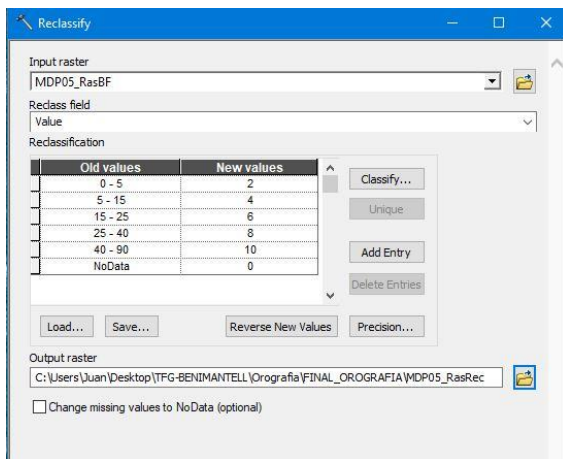 Reclassify
Input raster
MDP05_RasBF
Reclass field
Value
Reclassification
Old values New values
0 - 5 2
5 - 15 4
15 - 25 6
25 - 40 8
40 - 90 10
NoData 0
Classify...
Unique
Add Entry
Delete Entries
Load... Save... Reverse New Values Precision...
Output raster
C:\Users\Juan\Desktop\TFG-BENIMANTELL\Orografia\FINAL_OROGRAFIA\MDP05_RasRec
Change missing values to NoData (optional)